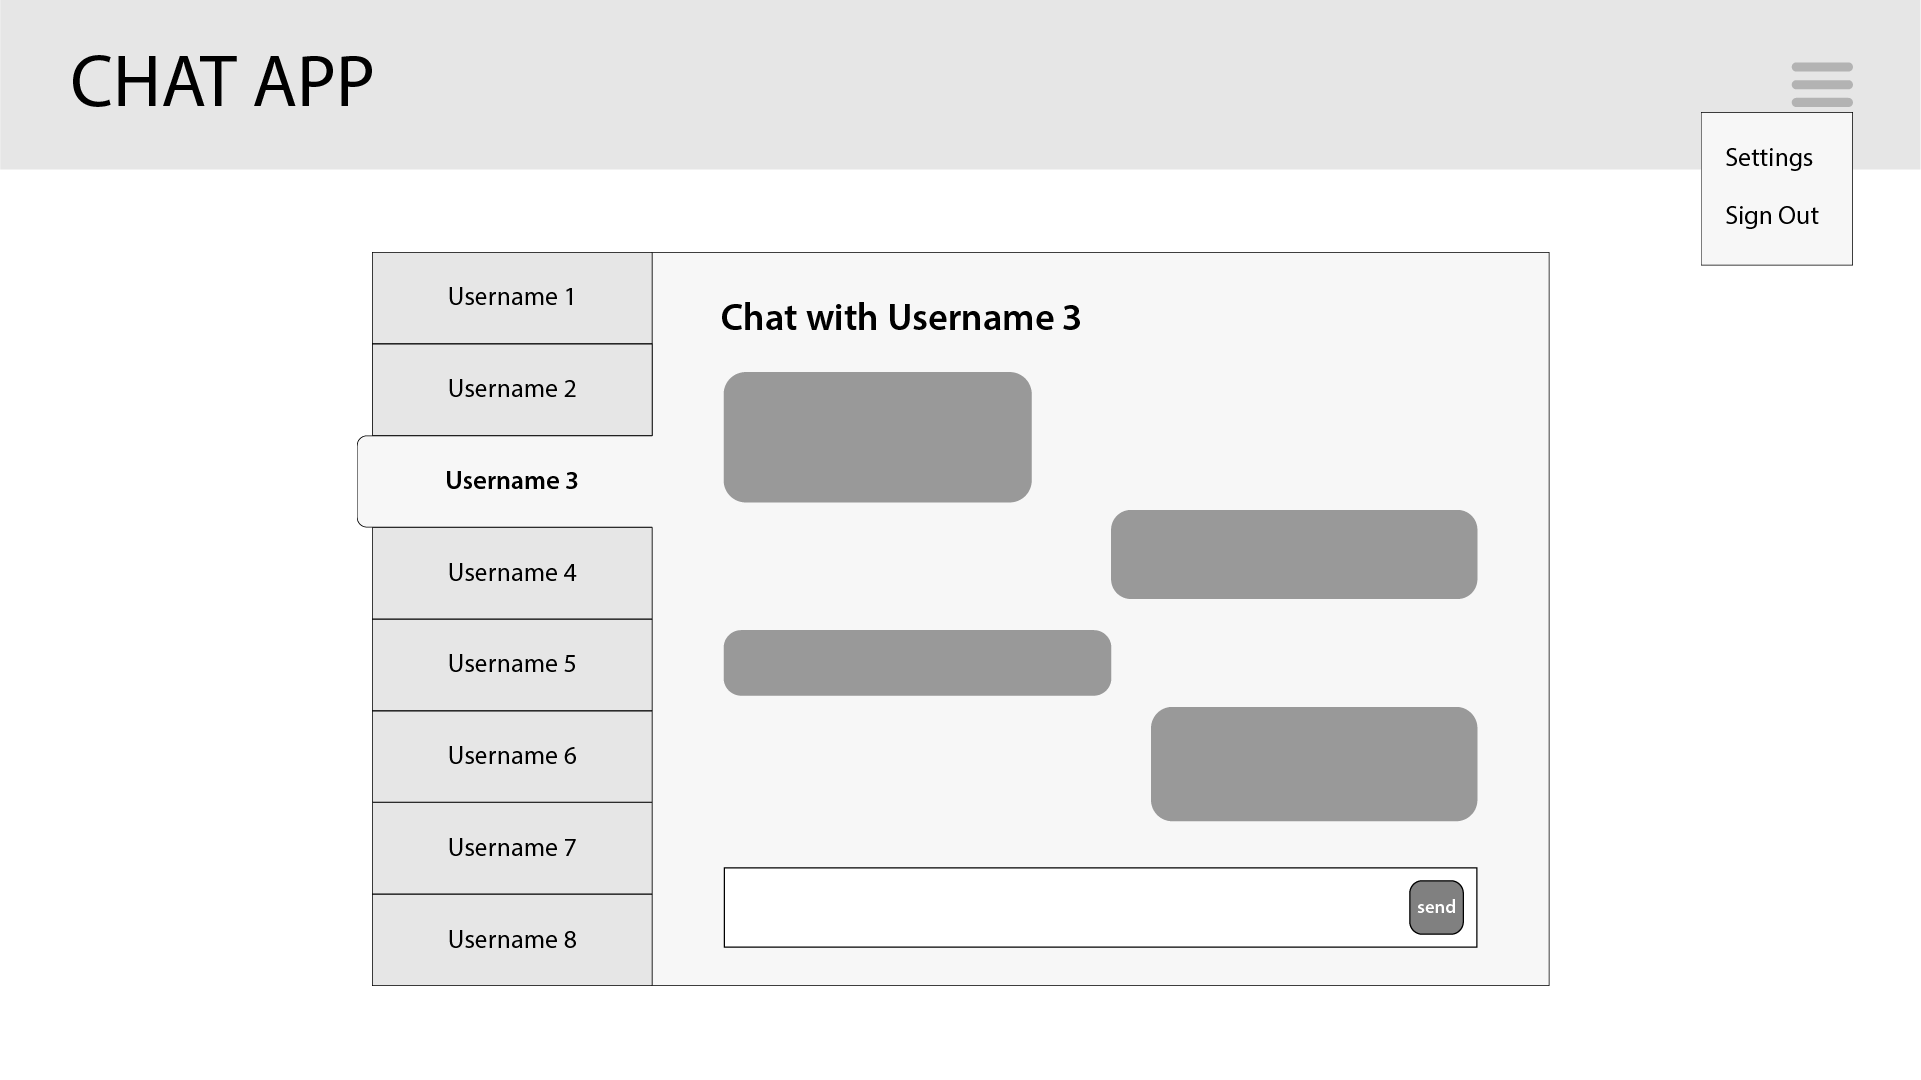 CHAT APP
Settings
Sign Out
Username 1
Username 2
Username 3
Username 4
Username 5
Username 6
Username 7
Username 8
Chat with Username 3
send